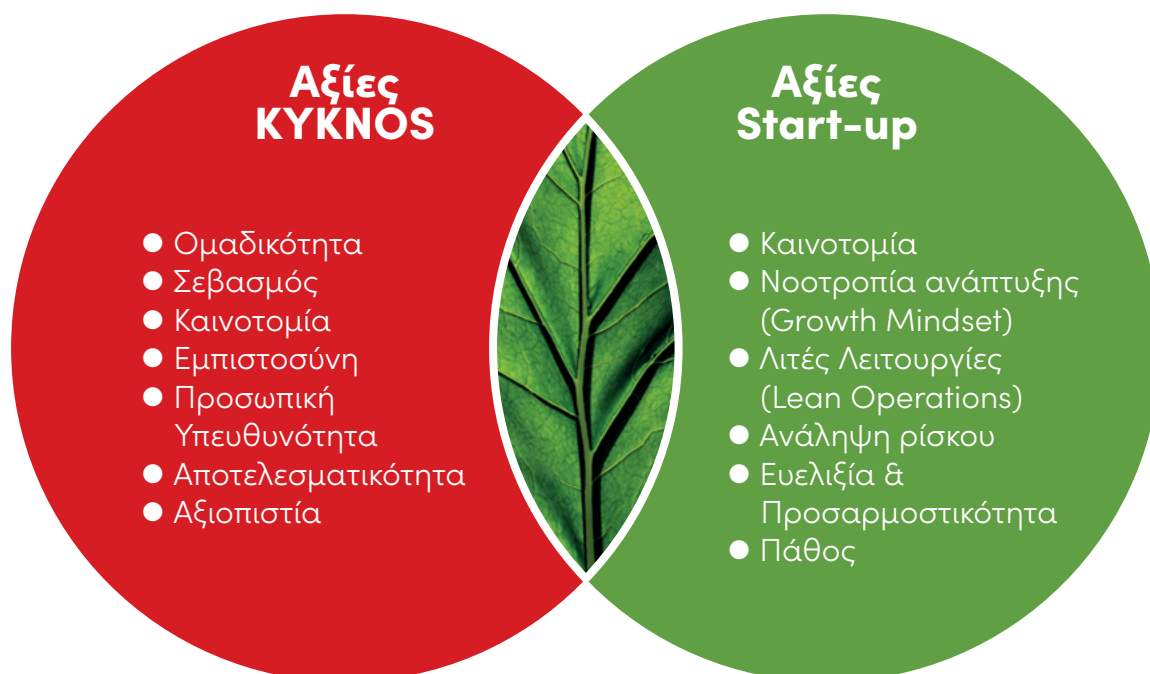 Αξίες
KYKNOS
● Ομαδικότητα
● Σεβασμός
● Καινοτομία
● Εμπιστοσύνη
● Προσωπική
Υπευθυνότητα
● Αποτελεσματικότητα
● Αξιοπιστία
Αξίες
Start-up
● Καινοτομία
● Νοοτροπία ανάπτυξης
(Growth Mindset)
● Λιτές Λειτουργίες
(Lean Operations)
● Ανάληψη ρίσκου
● Ευελιξία &
Προσαρμοστικότητα
● Πάθος